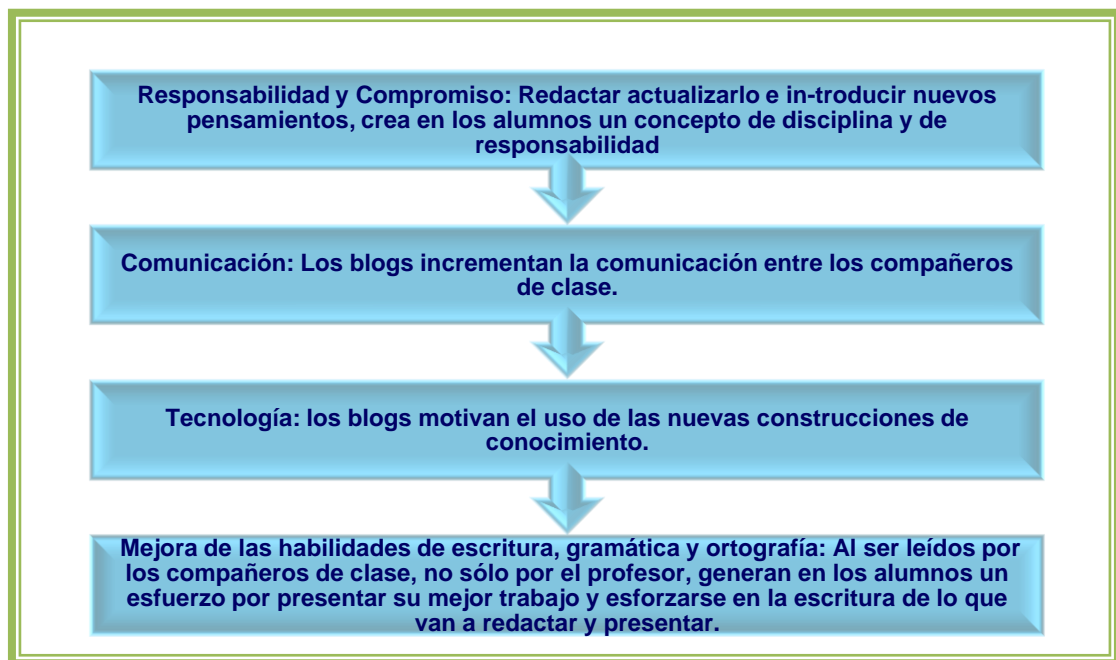 Responsabilidad y Compromiso: Redactar actualizarlo e in-troducir nuevos
pensamientos, crea en los alumnos un concepto de disciplina y de
responsabilidad
Comunicación: Los blogs incrementan la comunicación entre los compañeros
de clase.
Tecnología: los blogs motivan el uso de las nuevas construcciones de
conocimiento.
Mejora de las habilidades de escritura, gramática y ortografía: Al ser leídos por
los compañeros de clase, no sólo por el profesor, generan en los alumnos un
esfuerzo por presentar su mejor trabajo y esforzarse en la escritura de lo que
van a redactar y presentar.